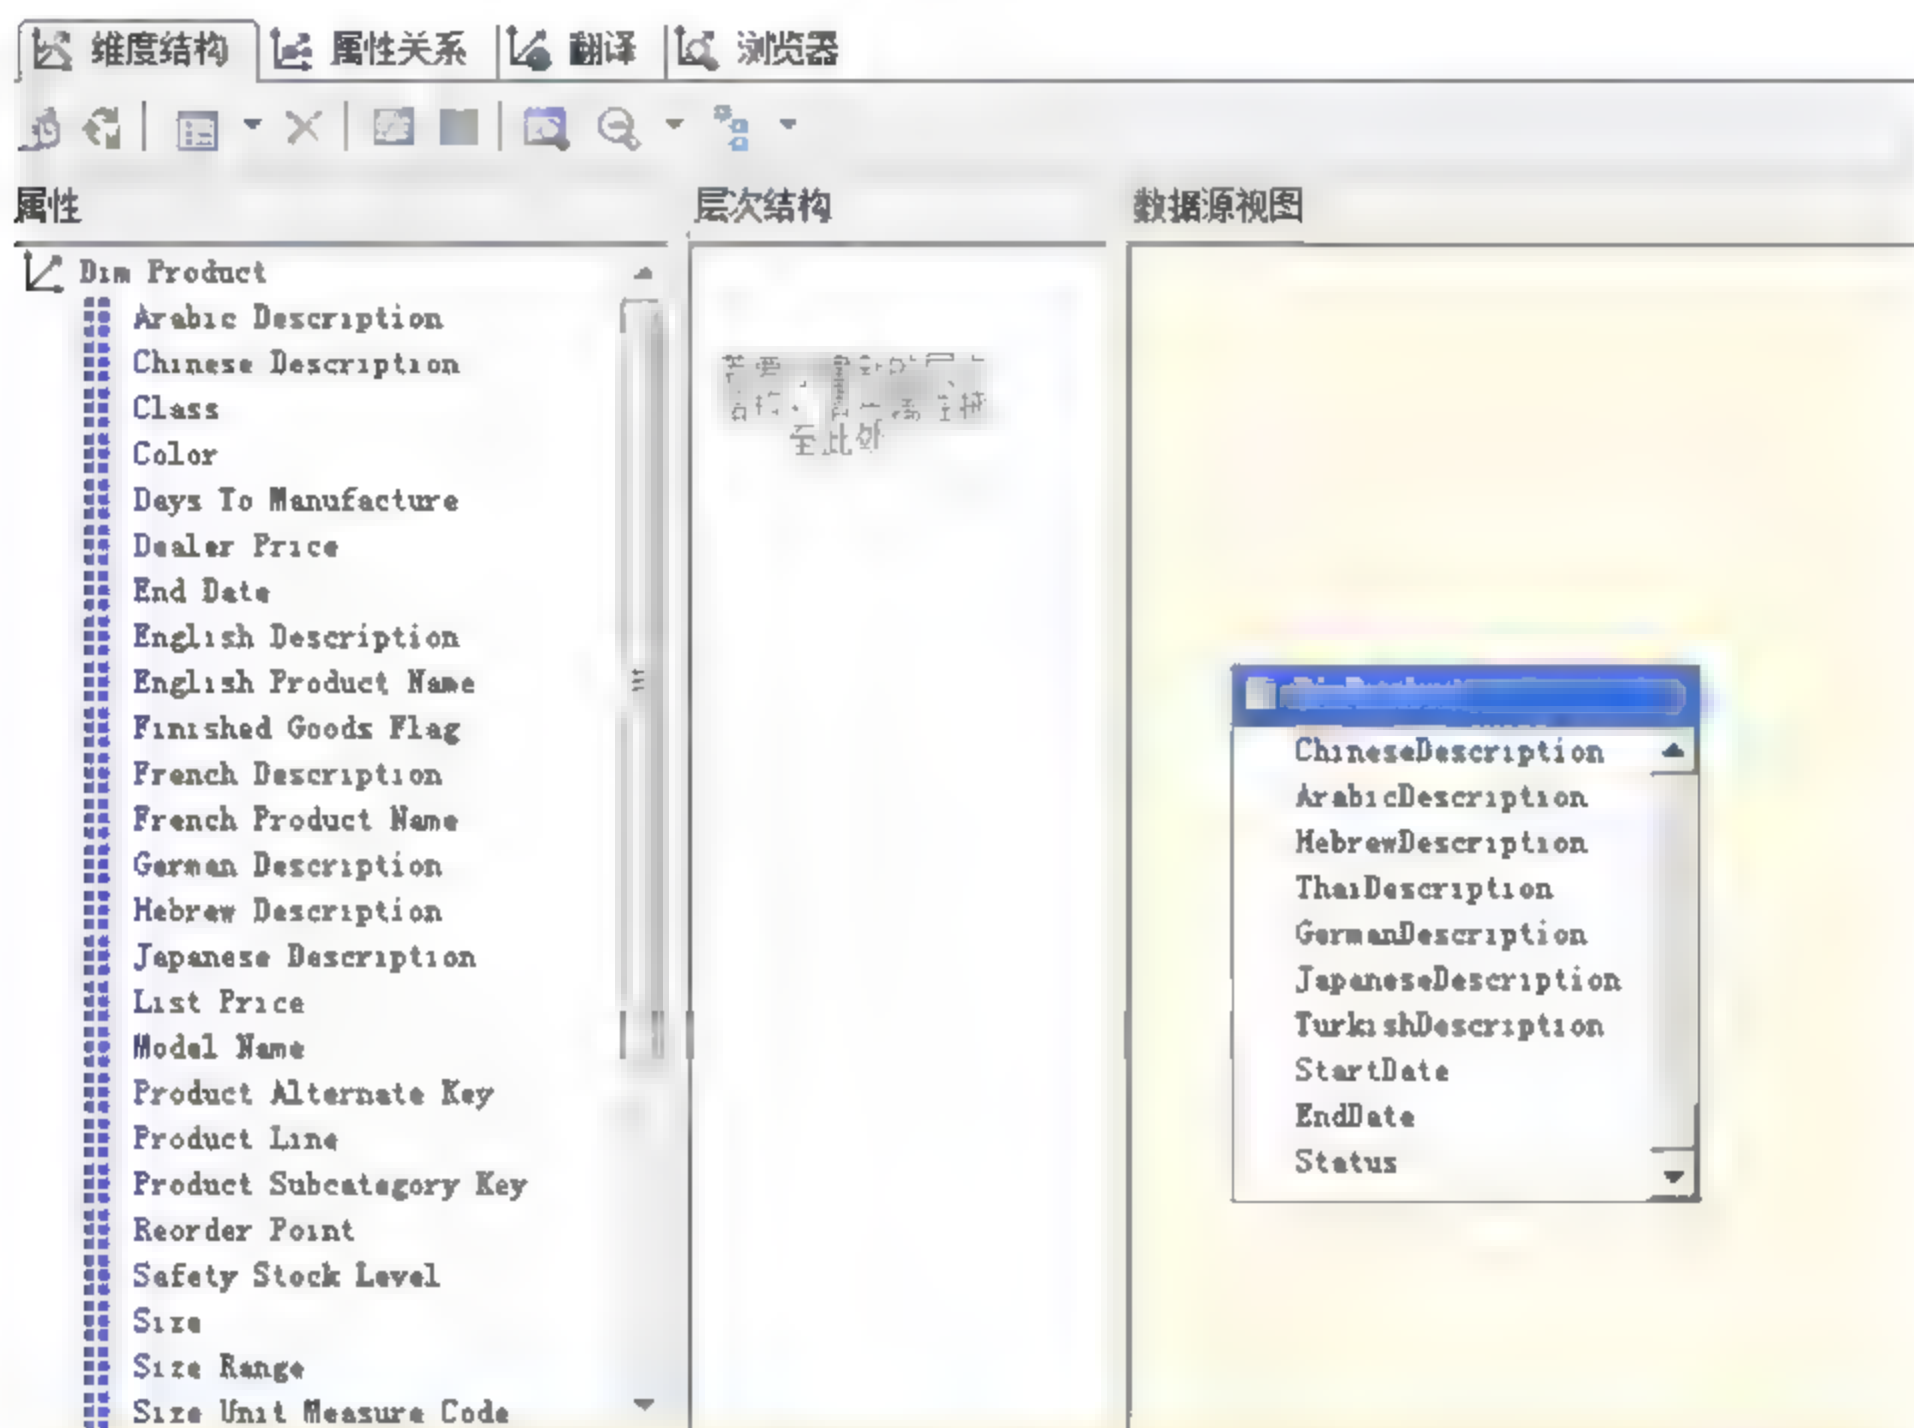 维度结构 属性关系 翻译 浏览器
属性
Dim Product
Arabic Description
Chinese Description
Class
Color
Days To Manufacture
Dealer Price
End Date
English Description
English Product Name
Finished Goods Flag
French Description
French Product Name
German Description
Hebrew Description
Japanese Description
List Price
Model Name
Product Alternate Key
Product Line
Product Subcategory Key
Reorder Point
Safety Stock Level
Size
Size Range
Size Unit Measure Code
层次结构
至此处
数据源视图
ChineseDescription
ArabicDescription
HebrewDescription
ThaiDescription
GermanDescription
JapaneseDescription
TurkishDescription
StartDate
EndDate
Status